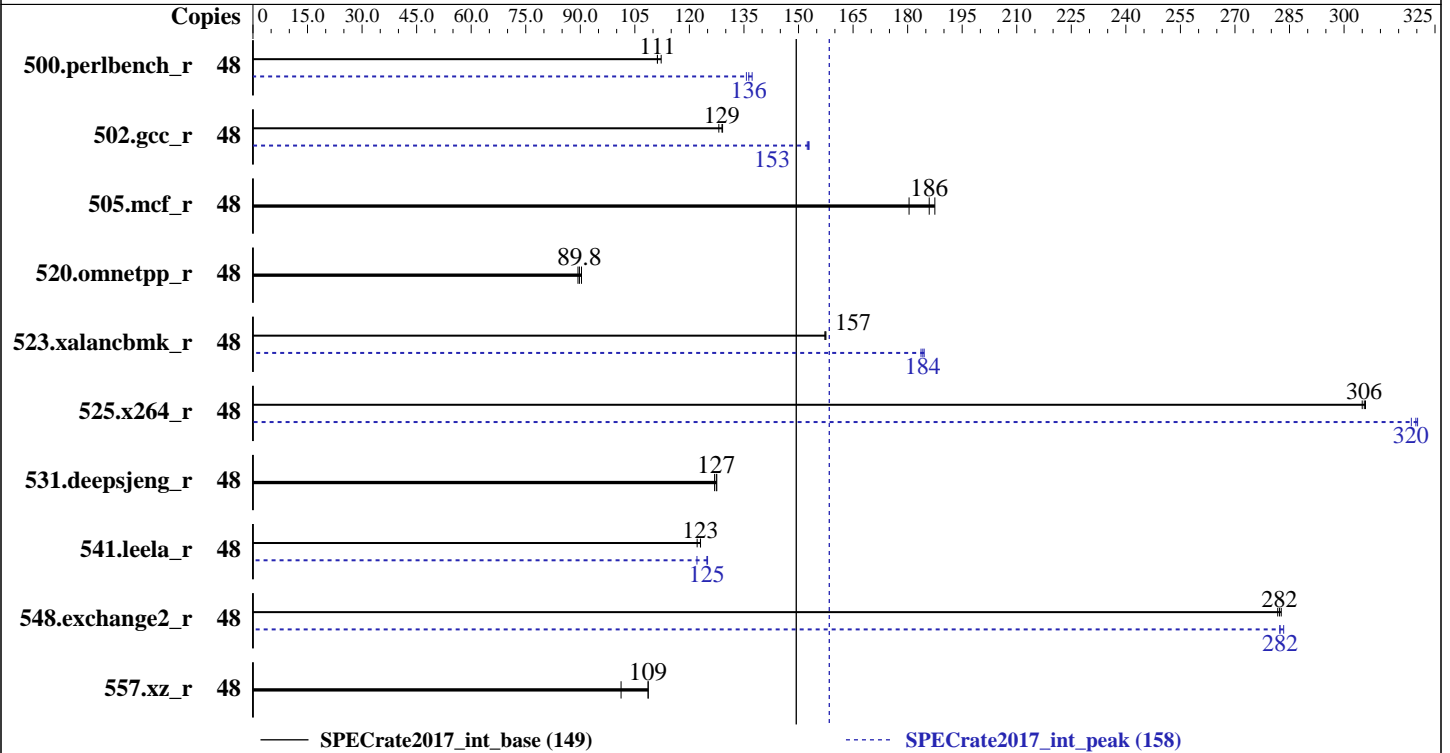 Copies 0 15.0 30.0 45.0 60.0 75.0 90.0 105 120 135 150 165 180 195 210 225 240 255 270 285 300 325
500.perlbench_r 48 111
136
502.gcc_r 48 129
153
505.mcf_r 48 186
520.omnetpp_r 48 89.8
523.xalancbmk_r 48 157
184
525.x264_r 48 306
320
531.deepsjeng_r 48 127
541.leela_r 48 123
125
548.exchange2_r 48 282
282
557.xz_r 48 109
SPECrate2017_int_base (149) SPECrate2017_int_peak (158)